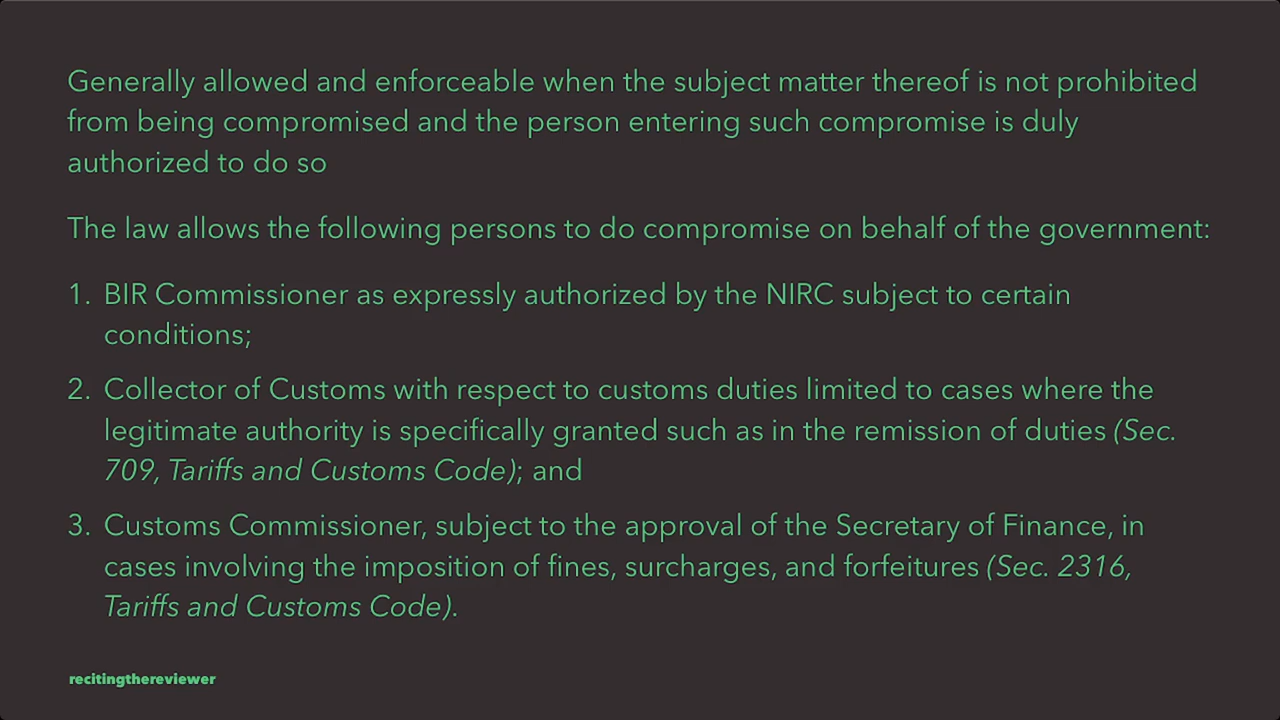 Generally allowed and enforceable when the subject matter thereof is not prohibited
from being compromised and the person entering such compromise is duly
authorized to do so
The law allows the following persons to do compromise on behalf of the government:
1. BIR Commissioner as expressly authorized by the NIRC subject to certain
conditions;
2. Collector of Customs with respect to customs duties limited to cases where the
legitimate authority is specifically granted such as in the remission of duties (Sec.
709, Tariffs and Customs Code); and
3. Customs Commissioner, subject to the approval of the Secretary of Finance, in
cases involving the imposition of fines, surcharges, and forfeitures (Sec. 2316,
Tariffs and Customs Code).
recitingthereviewer